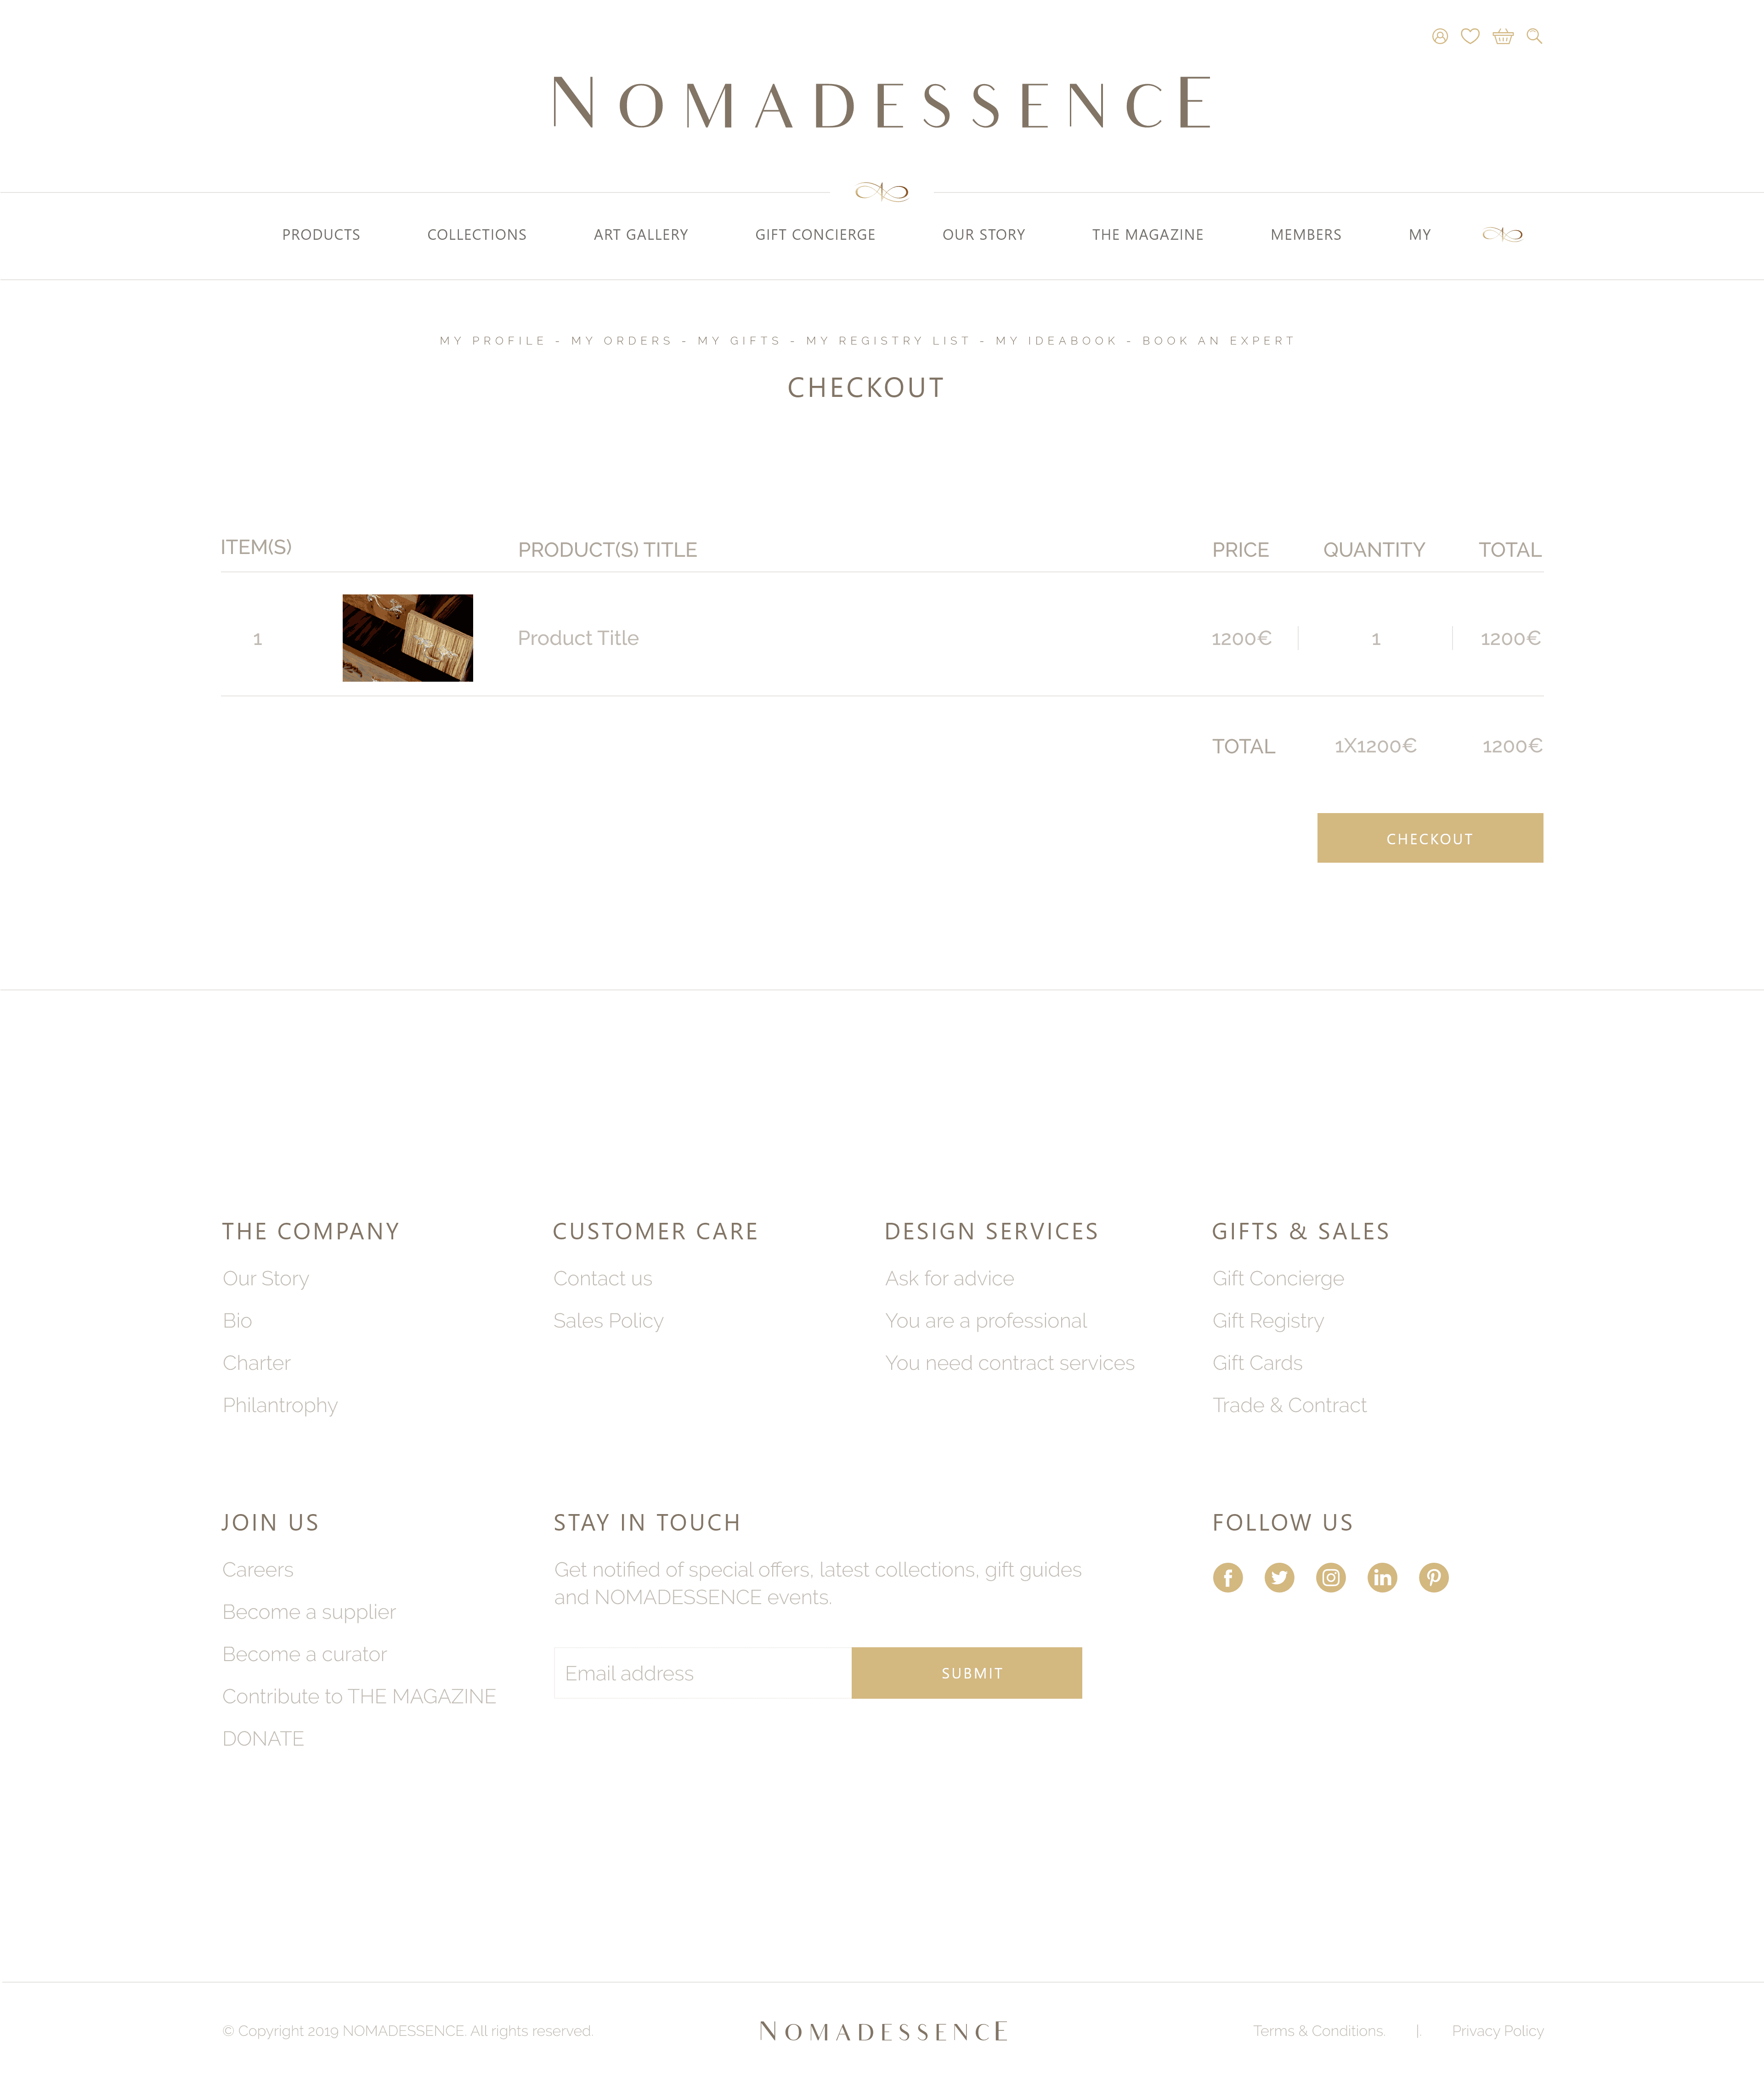 NOMADESSENCE
PRODUCTS COLLECTIONS ART GALLERY GIFT CONCIERGE OUR STORY THE MAGAZINE MEMBERS MY
MY PROFILE - MY ORDERS - MY GIFTS - MY REGISTRY LIST - MY IDEABOOK - BOOK AN EXPERT
CHECKOUT
ITEM(S) PRODUCT(S) TITLE PRICE QUANTITY TOTAL
1 Product Title 1200€ 1 1200€
TOTAL 1X1200€ 1200€
CHECKOUT
THE COMPANY CUSTOMER CARE DESIGN SERVICES GIFTS & SALES
Our Story Contact us Ask for advice Gift Concierge
Bio Sales Policy You are a professional Gift Registry
Charter You need contract services Gift Cards
Philantrophy Trade & Contract
JOIN US STAY IN TOUCH FOLLOW US
Careers Get notified of special offers, latest collections, gift guides
and NOMADESSENCE events.
Become a supplier
Become a curator
Email address SUBMIT
Contribute to THE MAGAZINE
DONATE
© Copyright 2019 NOMADESSENCE. All rights reserved. NOMADESSENCE Terms & Conditions. |. Privacy Policy